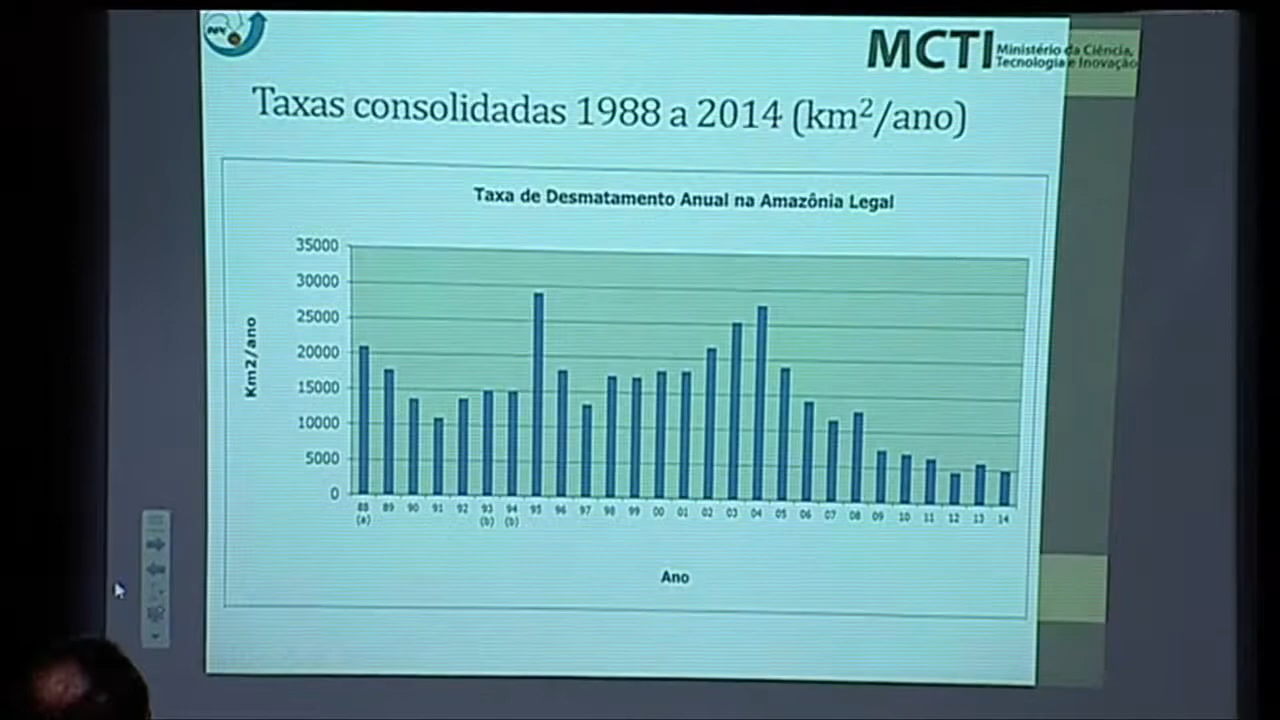 MCTI
Ministério da Ciência,
Tecnologia e Inovação
Taxas consolidadas 1988 a 2014 (km²/ano)
Taxa de Desmatamento Anual na Amazônia Legal
35000
30000
25000
20000
15000
10000
5000
0
Km2/ano
88 89 90 91 92 93 94 95 96 97 98 99 00 01 02 03 04 05 06 07 08 09 10 11 12 13 14
(a) (b) (b)
Ano